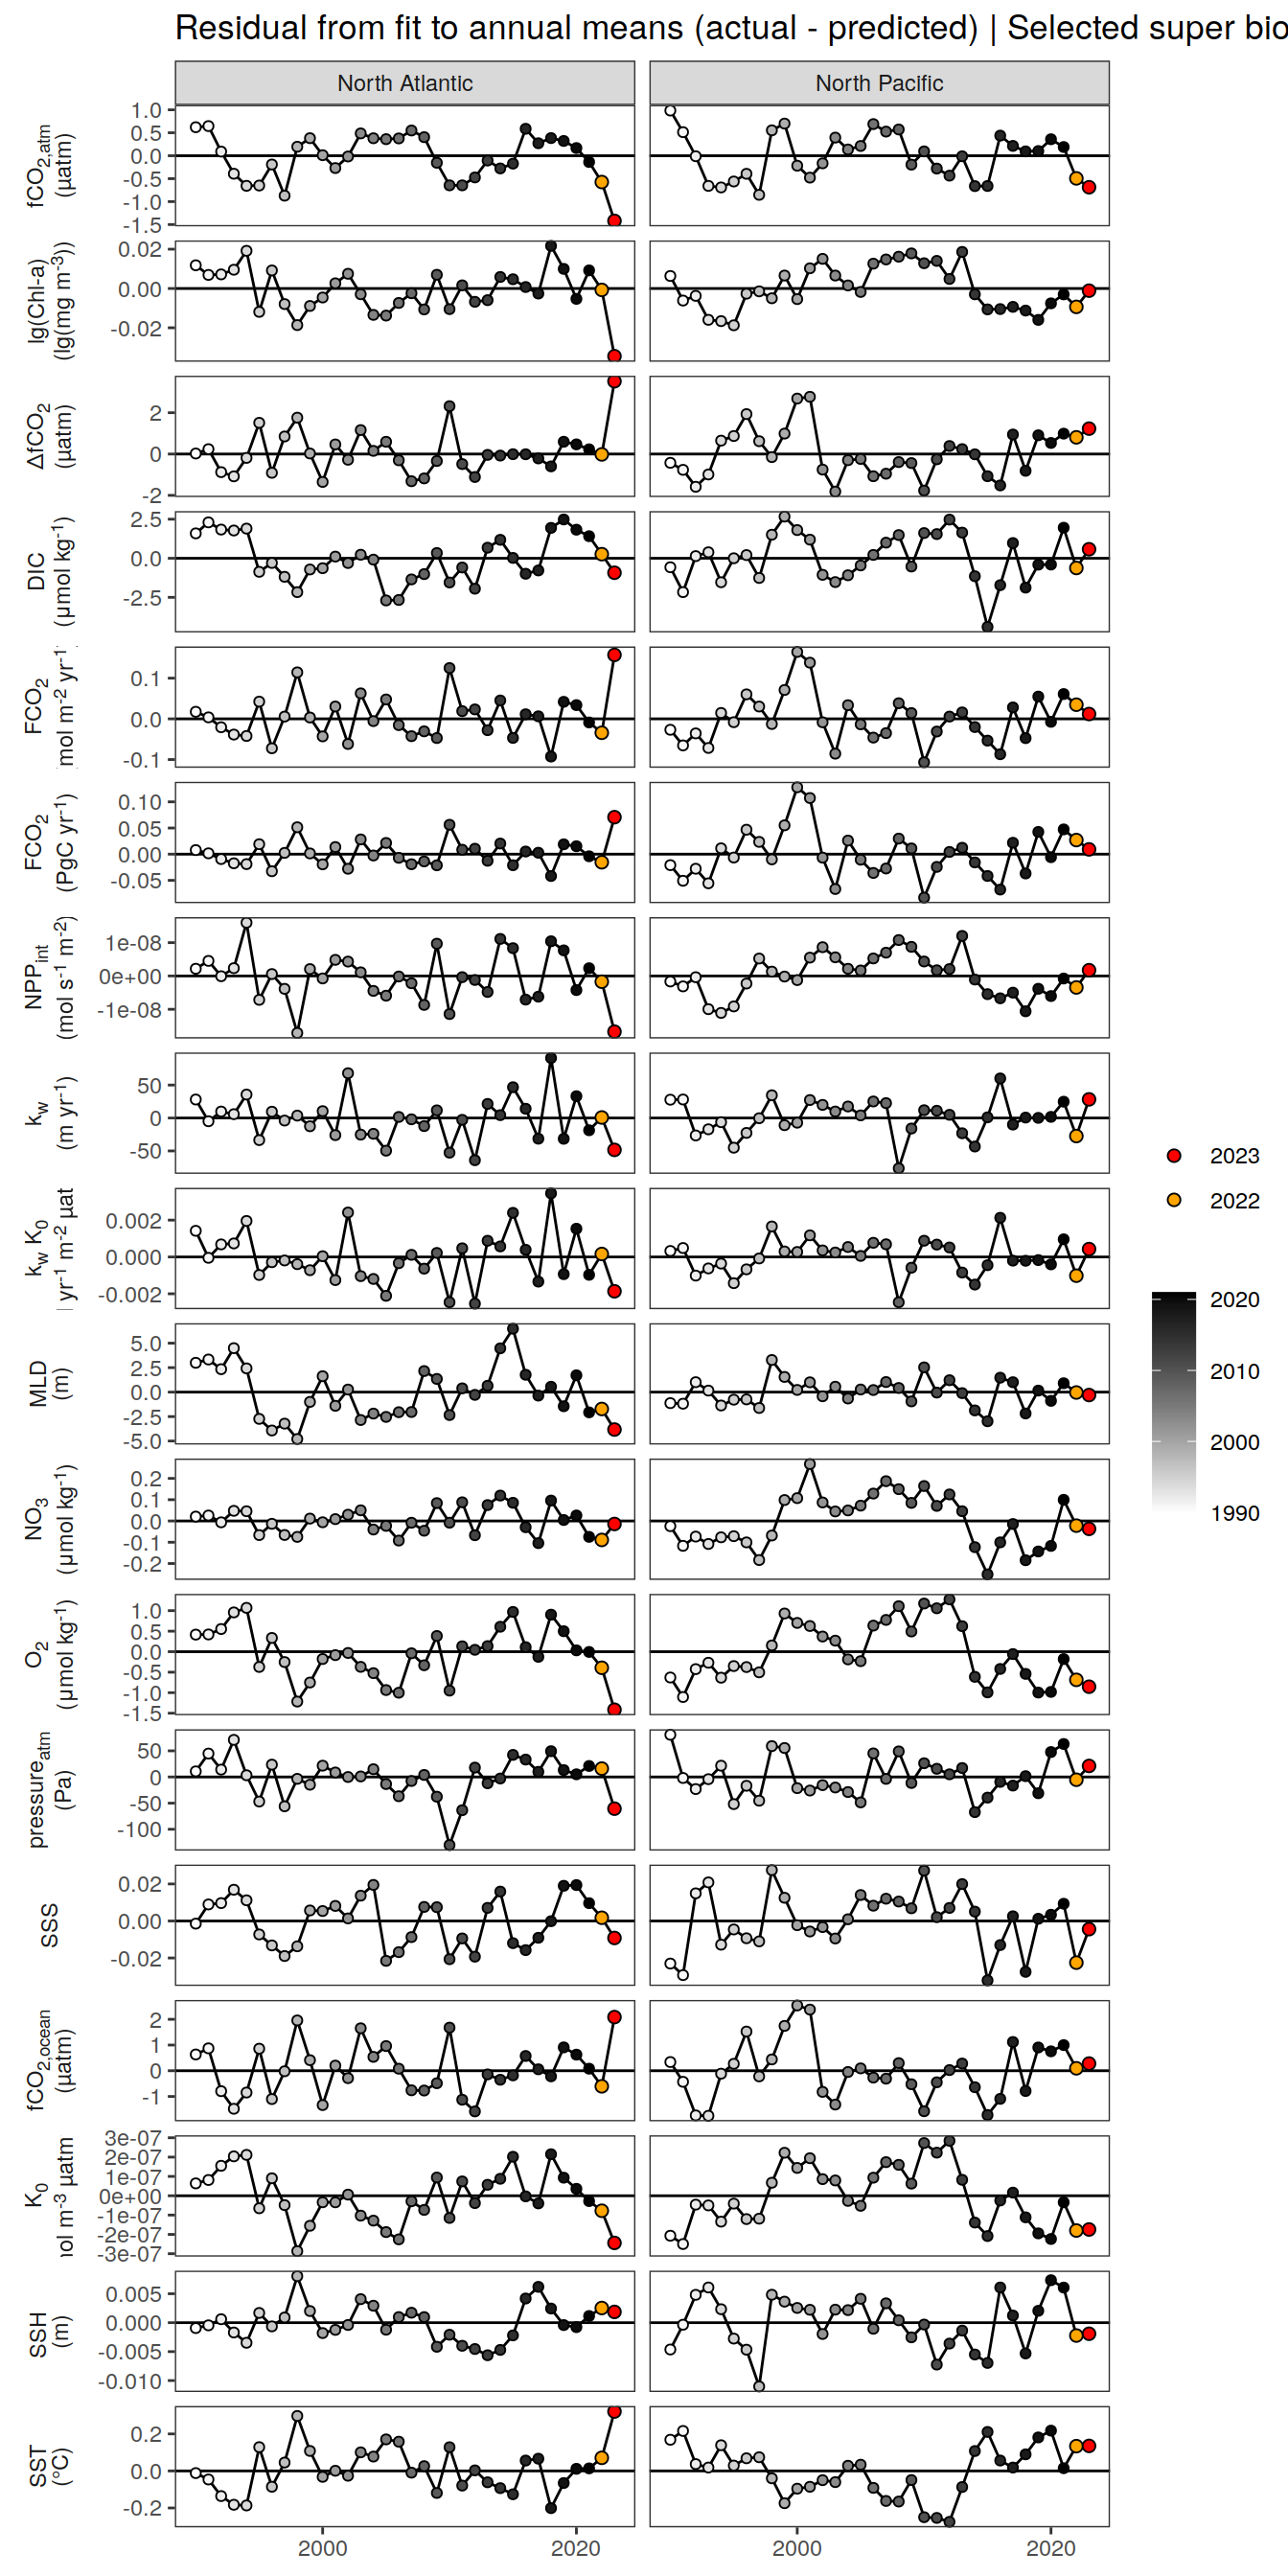 Residual from fit to annual means (actual - predicted) | Selected super bio
North Atlantic
North Pacific
fCO2,atm
(µatm)
1.0
0.5
0.0
-0.5
-1.0
-1.5
lg(Chl-a)
(lg(mg m-3))
0.02
0.00
-0.02
ΔfCO2
(µatm)
2
0
-2
DIC
(µmol kg-1)
2.5
0.0
-2.5
FCO2
mol m-2 yr-1
0.1
0.0
-0.1
FCO2
(PgC yr-1)
0.10
0.05
0.00
-0.05
NPPint
(mol s-1 m-2)
1e-08
0e+00
-1e-08
kw
(m yr-1)
50
0
-50
kw K0
yr-1 m-2 µat
0.002
0.000
-0.002
MLD
(m)
5.0
2.5
0.0
-2.5
-5.0
NO3
(µmol kg-1)
0.2
0.1
0.0
-0.1
-0.2
O2
(µmol kg-1)
1.0
0.5
0.0
-0.5
-1.0
-1.5
pressureatm
(Pa)
50
0
-50
-100
SSS
0.02
0.00
-0.02
fCO2,ocean
(µatm)
2
1
0
-1
K0
nol m-3 µatm
3e-07
2e-07
1e-07
0e+00
-1e-07
-2e-07
-3e-07
SSH
(m)
0.005
0.000
-0.005
-0.010
SST
(°C)
0.2
0.0
-0.2
2000
2020
2000
2020
2023
2022
2020
2010
2000
1990